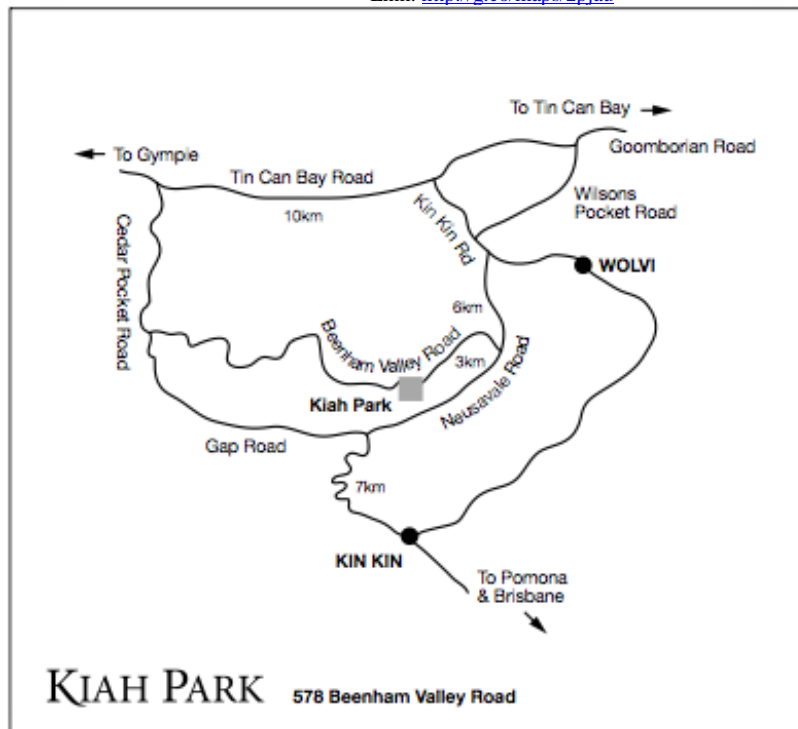 To Tin Can Bay
Goomborian Road
To Gympie
Tin Can Bay Road
10km
Kin Kin Rd
Wilsons
Pocket Road
Cedar Pocket Road
WOLVI
6km
Beenham Valley Road
3km
Kiah Park
Neusavale Road
Gap Road
7km
KIN KIN
To Pomona
& Brisbane
KIAH PARK 578 Beenham Valley Road